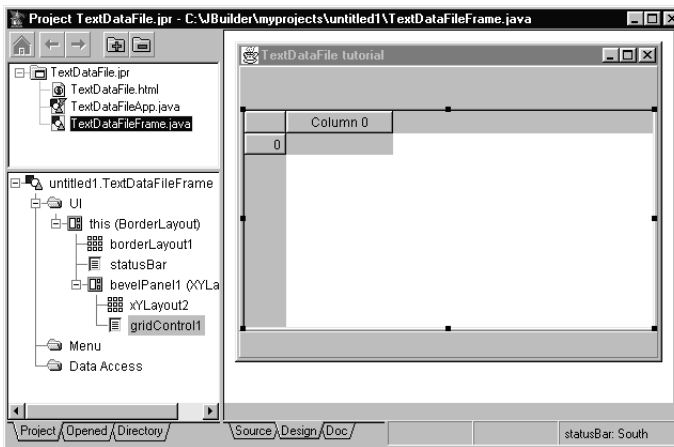 Project TextDataFile.jpr - C:\JBuilder\myprojects\untitled1\TextDataFileFrame.java
TextDataFile.jpr
TextDataFile.html
TextDataFileApp.java
TextDataFileFrame.java
untitled1.TextDataFileFrame
UI
this (BorderLayout)
borderLayout1
statusBar
bevelPanel1 (XYLa
xYLayout2
gridControl1
Menu
Data Access
Project Opened Directory
TextDataFile tutorial
Column 0
0
Source Design Doc
statusBar: South